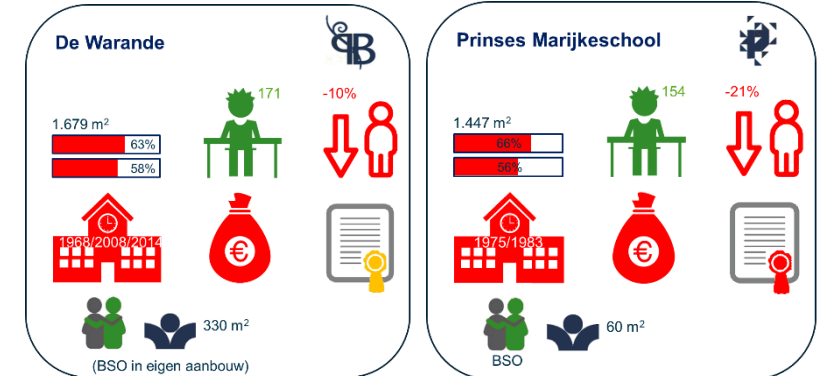 De Warande
PB
171
-10%
1.679 m²
63%
58%
1968/2008/2014
€
330 m²
(BSO in eigen aanbouw)
Prinses Marijkeschool
P
154
-21%
1.447 m²
66%
56%
1975/1983
€
60 m²
BSO